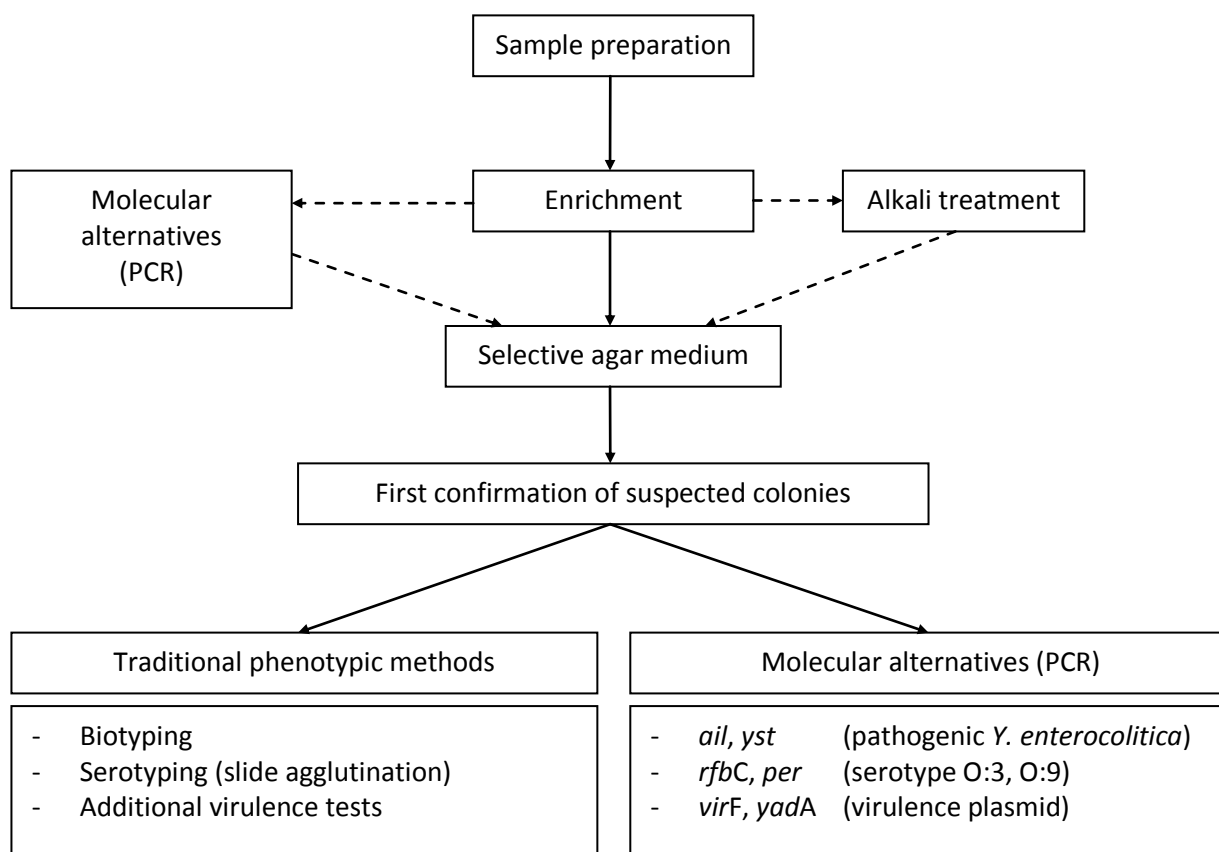 Sample preparation
Molecular
alternatives
(PCR)
Enrichment
Alkali treatment
Selective agar medium
First confirmation of suspected colonies
Traditional phenotypic methods
- Biotyping
- Serotyping (slide agglutination)
- Additional virulence tests
Molecular alternatives (PCR)
- ail, yst (pathogenic Y. enterocolitica)
- rfbC, per (serotype O:3, O:9)
- virF, yadA (virulence plasmid)